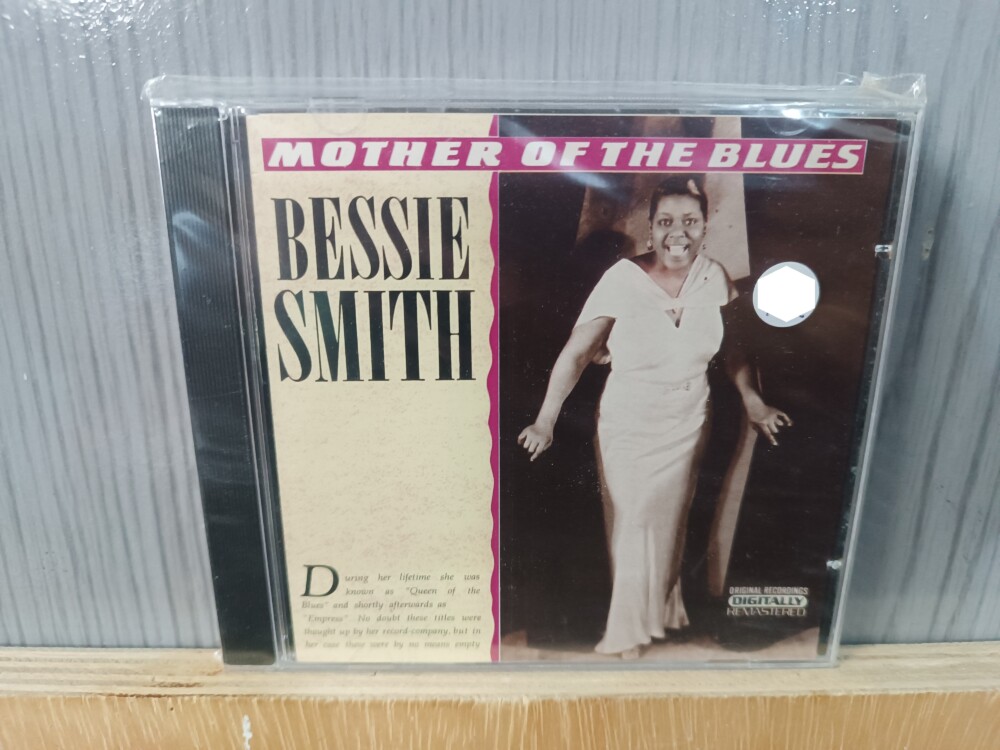 MOTHER OF THE BLUES
BESSIE
SMITH
During her lifetime she was
known as "Queen of the
Blues" and shortly afterwards as
"Empress". No doubt these titles were
thought up by her record-company, but in
her case they were by no means empty
ORIGINAL RECORDINGS
DIGITALLY
REMASTERED